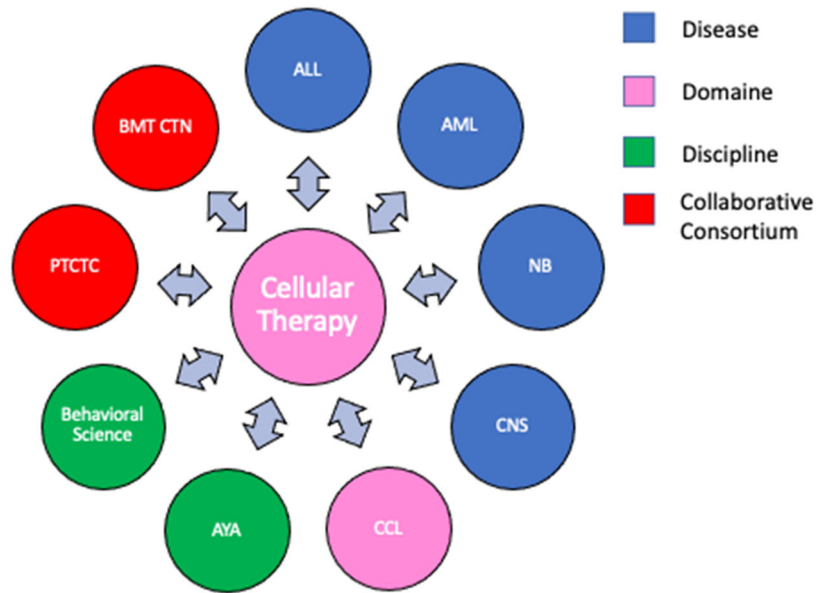 ALL
AML
NB
CNS
CCL
AYA
Behavioral
Science
PTCTC
BMT CTN
Cellular
Therapy
Disease
Domaine
Discipline
Collaborative
Consortium